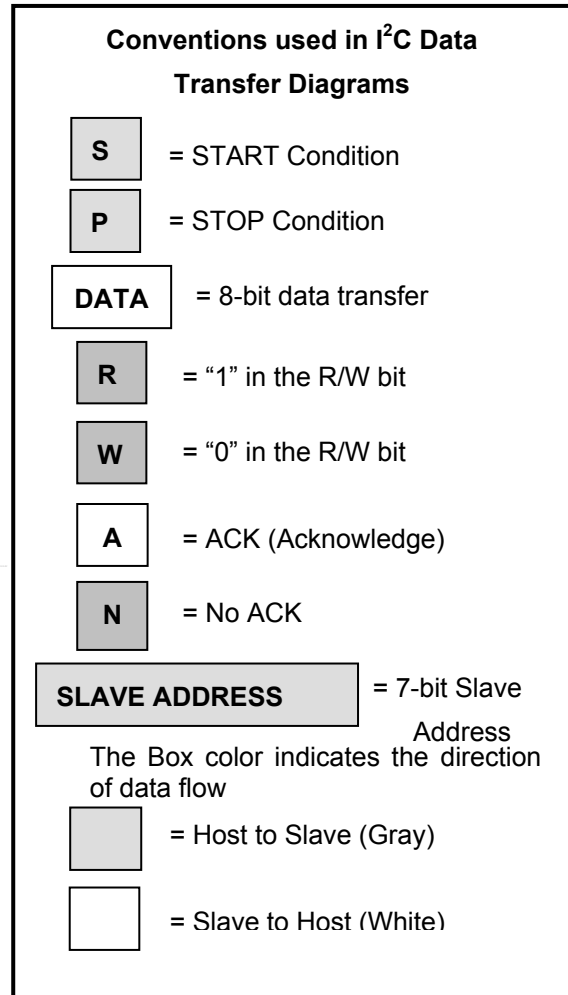 Conventions used in I²C Data
Transfer Diagrams
S = START Condition
P = STOP Condition
DATA = 8-bit data transfer
R = “1” in the R/W bit
W = “0” in the R/W bit
A = ACK (Acknowledge)
N = No ACK
SLAVE ADDRESS = 7-bit Slave
Address
The Box color indicates the direction
of data flow
= Host to Slave (Gray)
= Slave to Host (White)